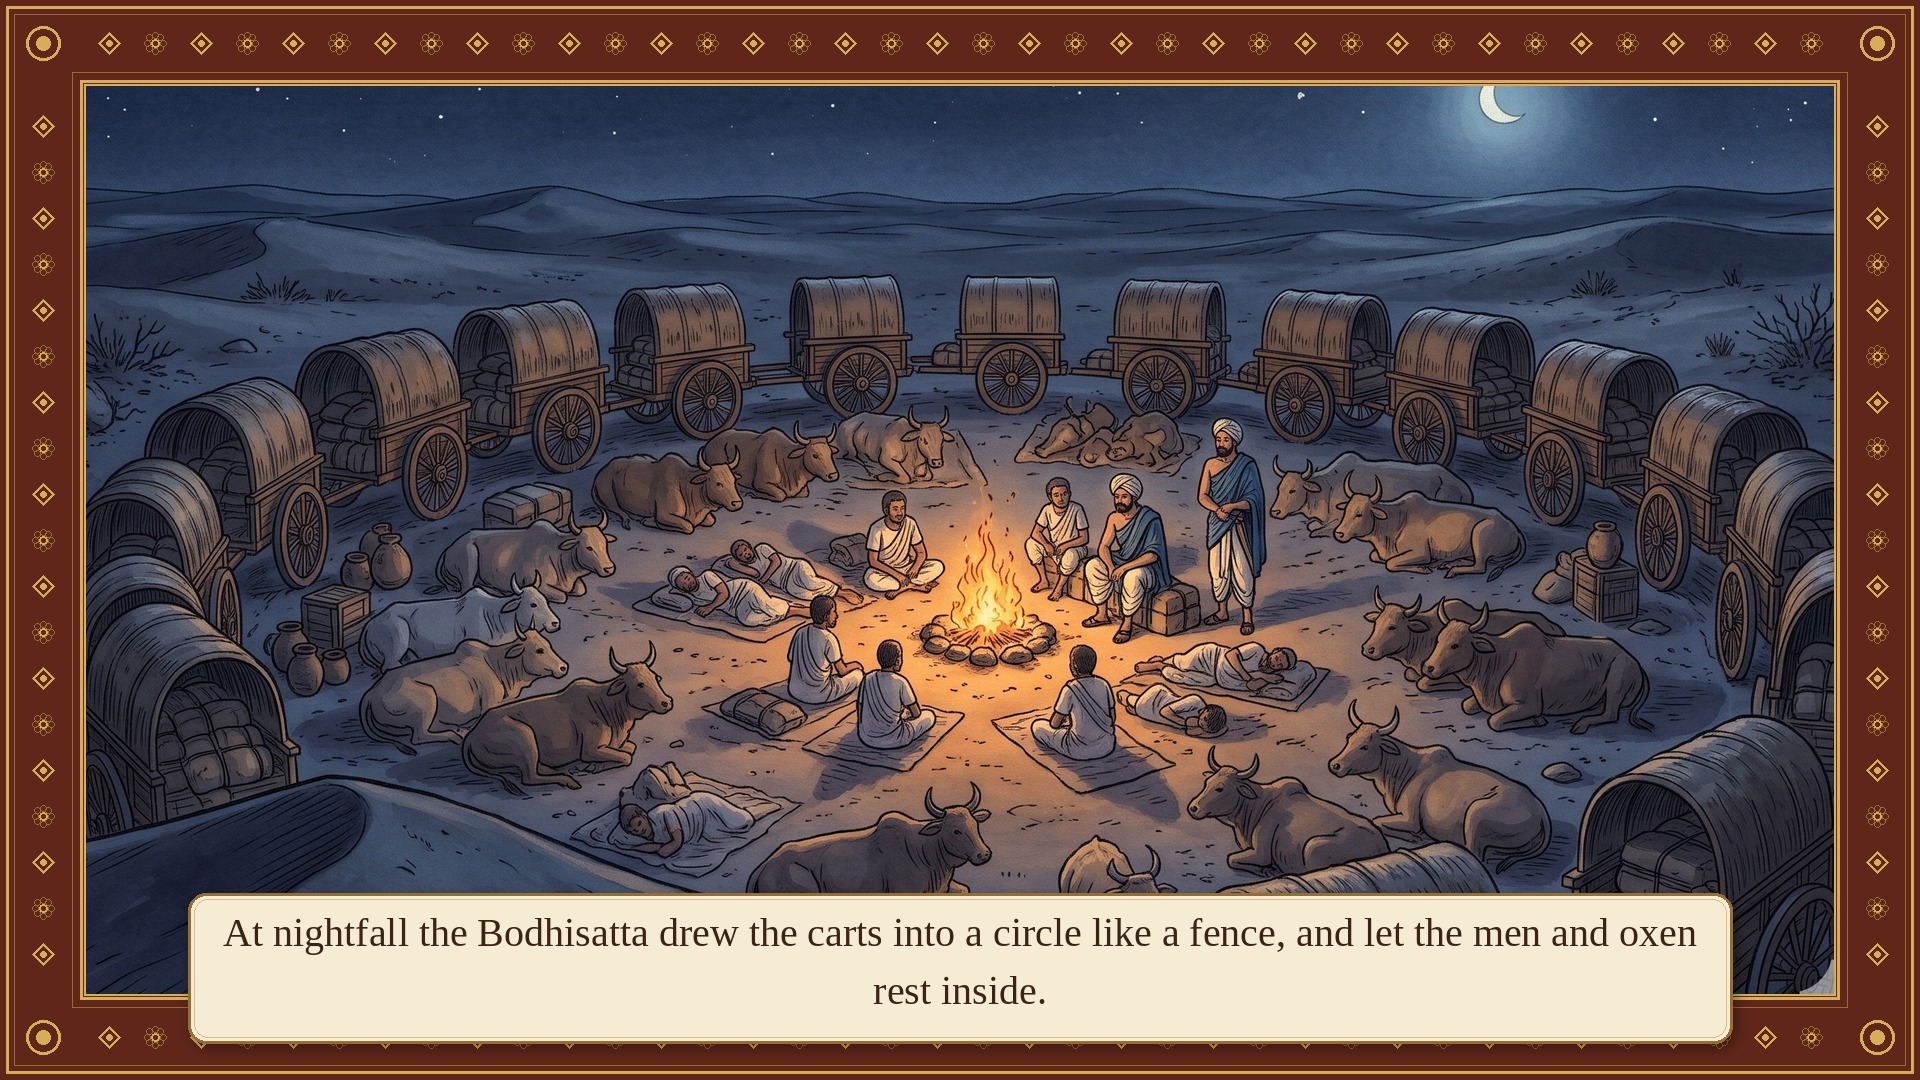 At nightfall the Bodhisatta drew the carts into a circle like a fence, and let the men and oxen
rest inside.